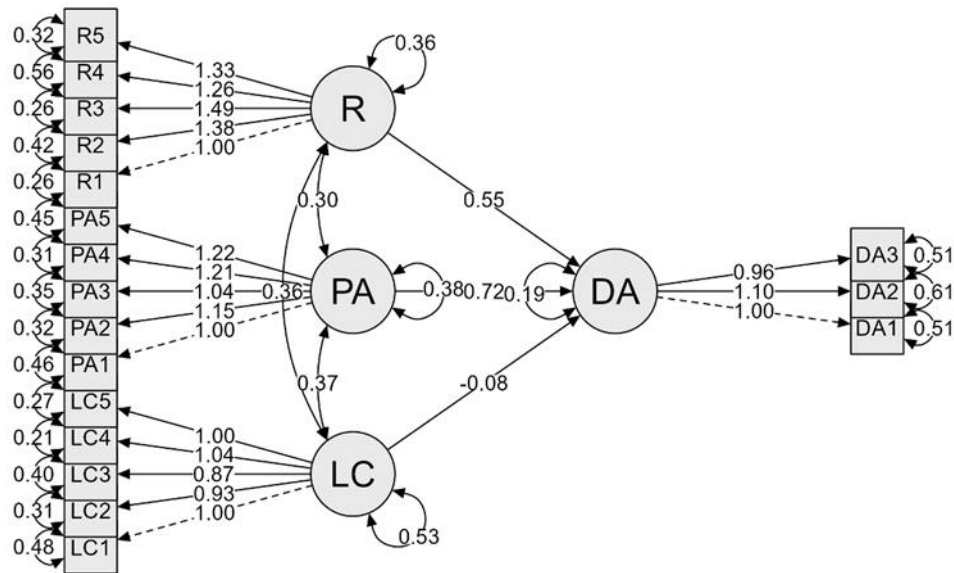 0.32 R5
0.56 R4
0.26 R3
0.42 R2
0.26 R1
0.45 PA5
0.31 PA4
0.35 PA3
0.32 PA2
0.46 PA1
0.27 LC5
0.21 LC4
0.40 LC3
0.31 LC2
0.48 LC1
1.33
1.26
1.49
1.38
1.00
1.22
1.21
1.04
1.15
1.00
1.00
1.04
0.87
0.93
1.00
R 0.36
0.30
0.36
PA 0.38
0.37
LC 0.53
0.55
0.72
-0.08
0.19 DA
0.96
1.10
1.00
DA3 0.51
DA2 0.61
DA1 0.51